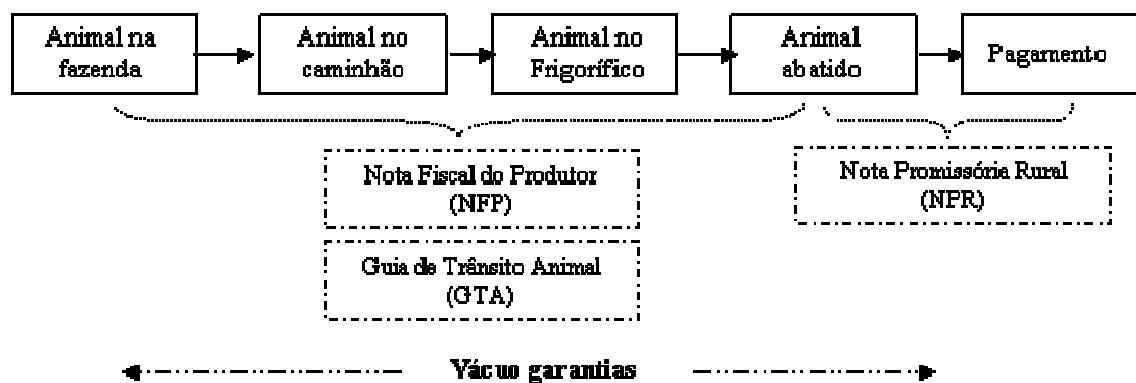 Animal na
fazenda
Animal no
caminhão
Animal no
Frigorífico
Animal
abatido
Pagamento
Nota Fiscal do Produtor
(NFP)
Nota Promissória Rural
(NPR)
Guia de Trânsito Animal
(GTA)
Vácuo garantias